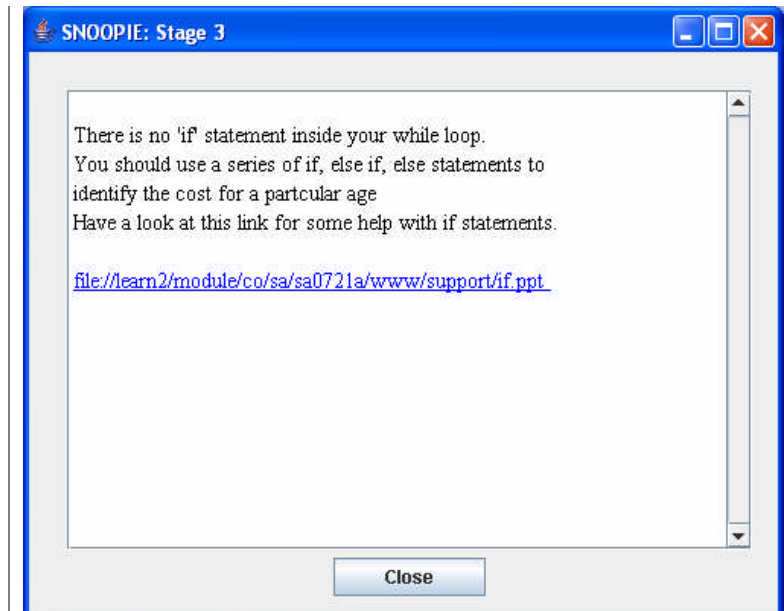 SNOOPIE: Stage 3
There is no 'if' statement inside your while loop.
You should use a series of if, else if, else statements to
identify the cost for a partcular age
Have a look at this link for some help with if statements.
file://learn2/module/co/sa/sa0721a/www/support/if.ppt
Close